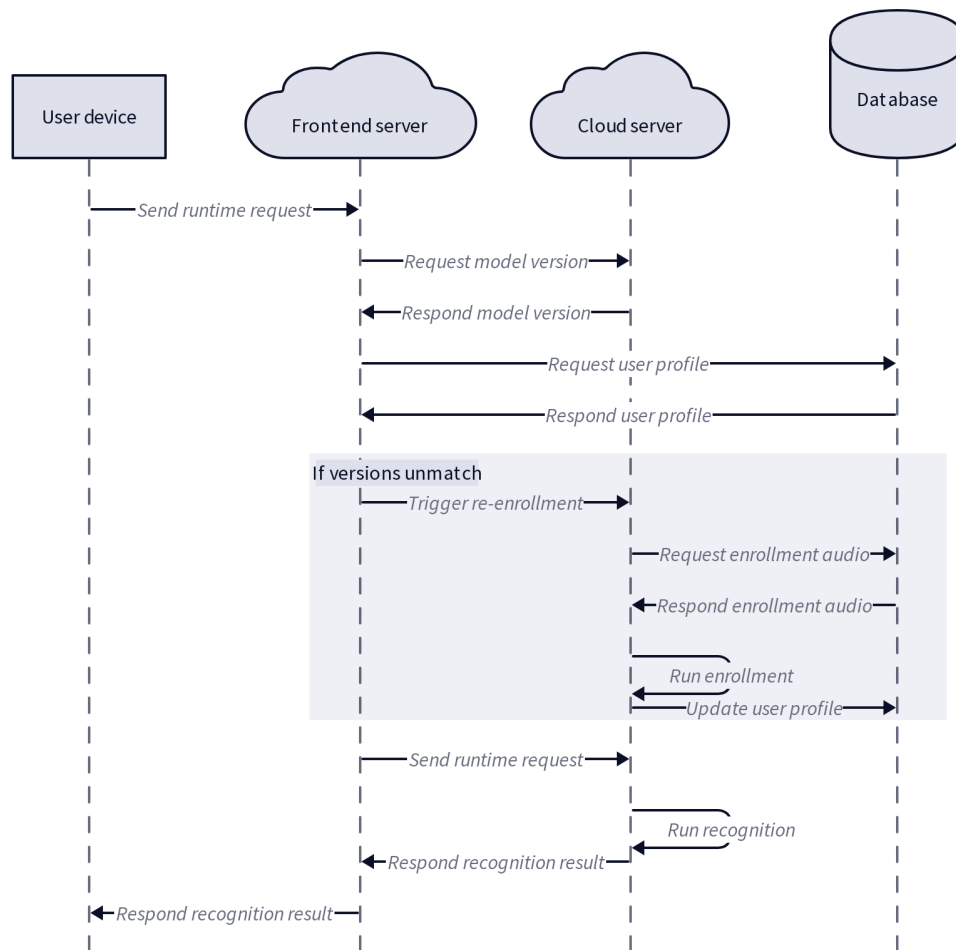 User device
Frontend server
Cloud server
Database
Send runtime request
Request model version
Respond model version
Request user profile
Respond user profile
If versions unmatch
Trigger re-enrollment
Request enrollment audio
Respond enrollment audio
Run enrollment
Update user profile
Send runtime request
Run recognition
Respond recognition result
Respond recognition result